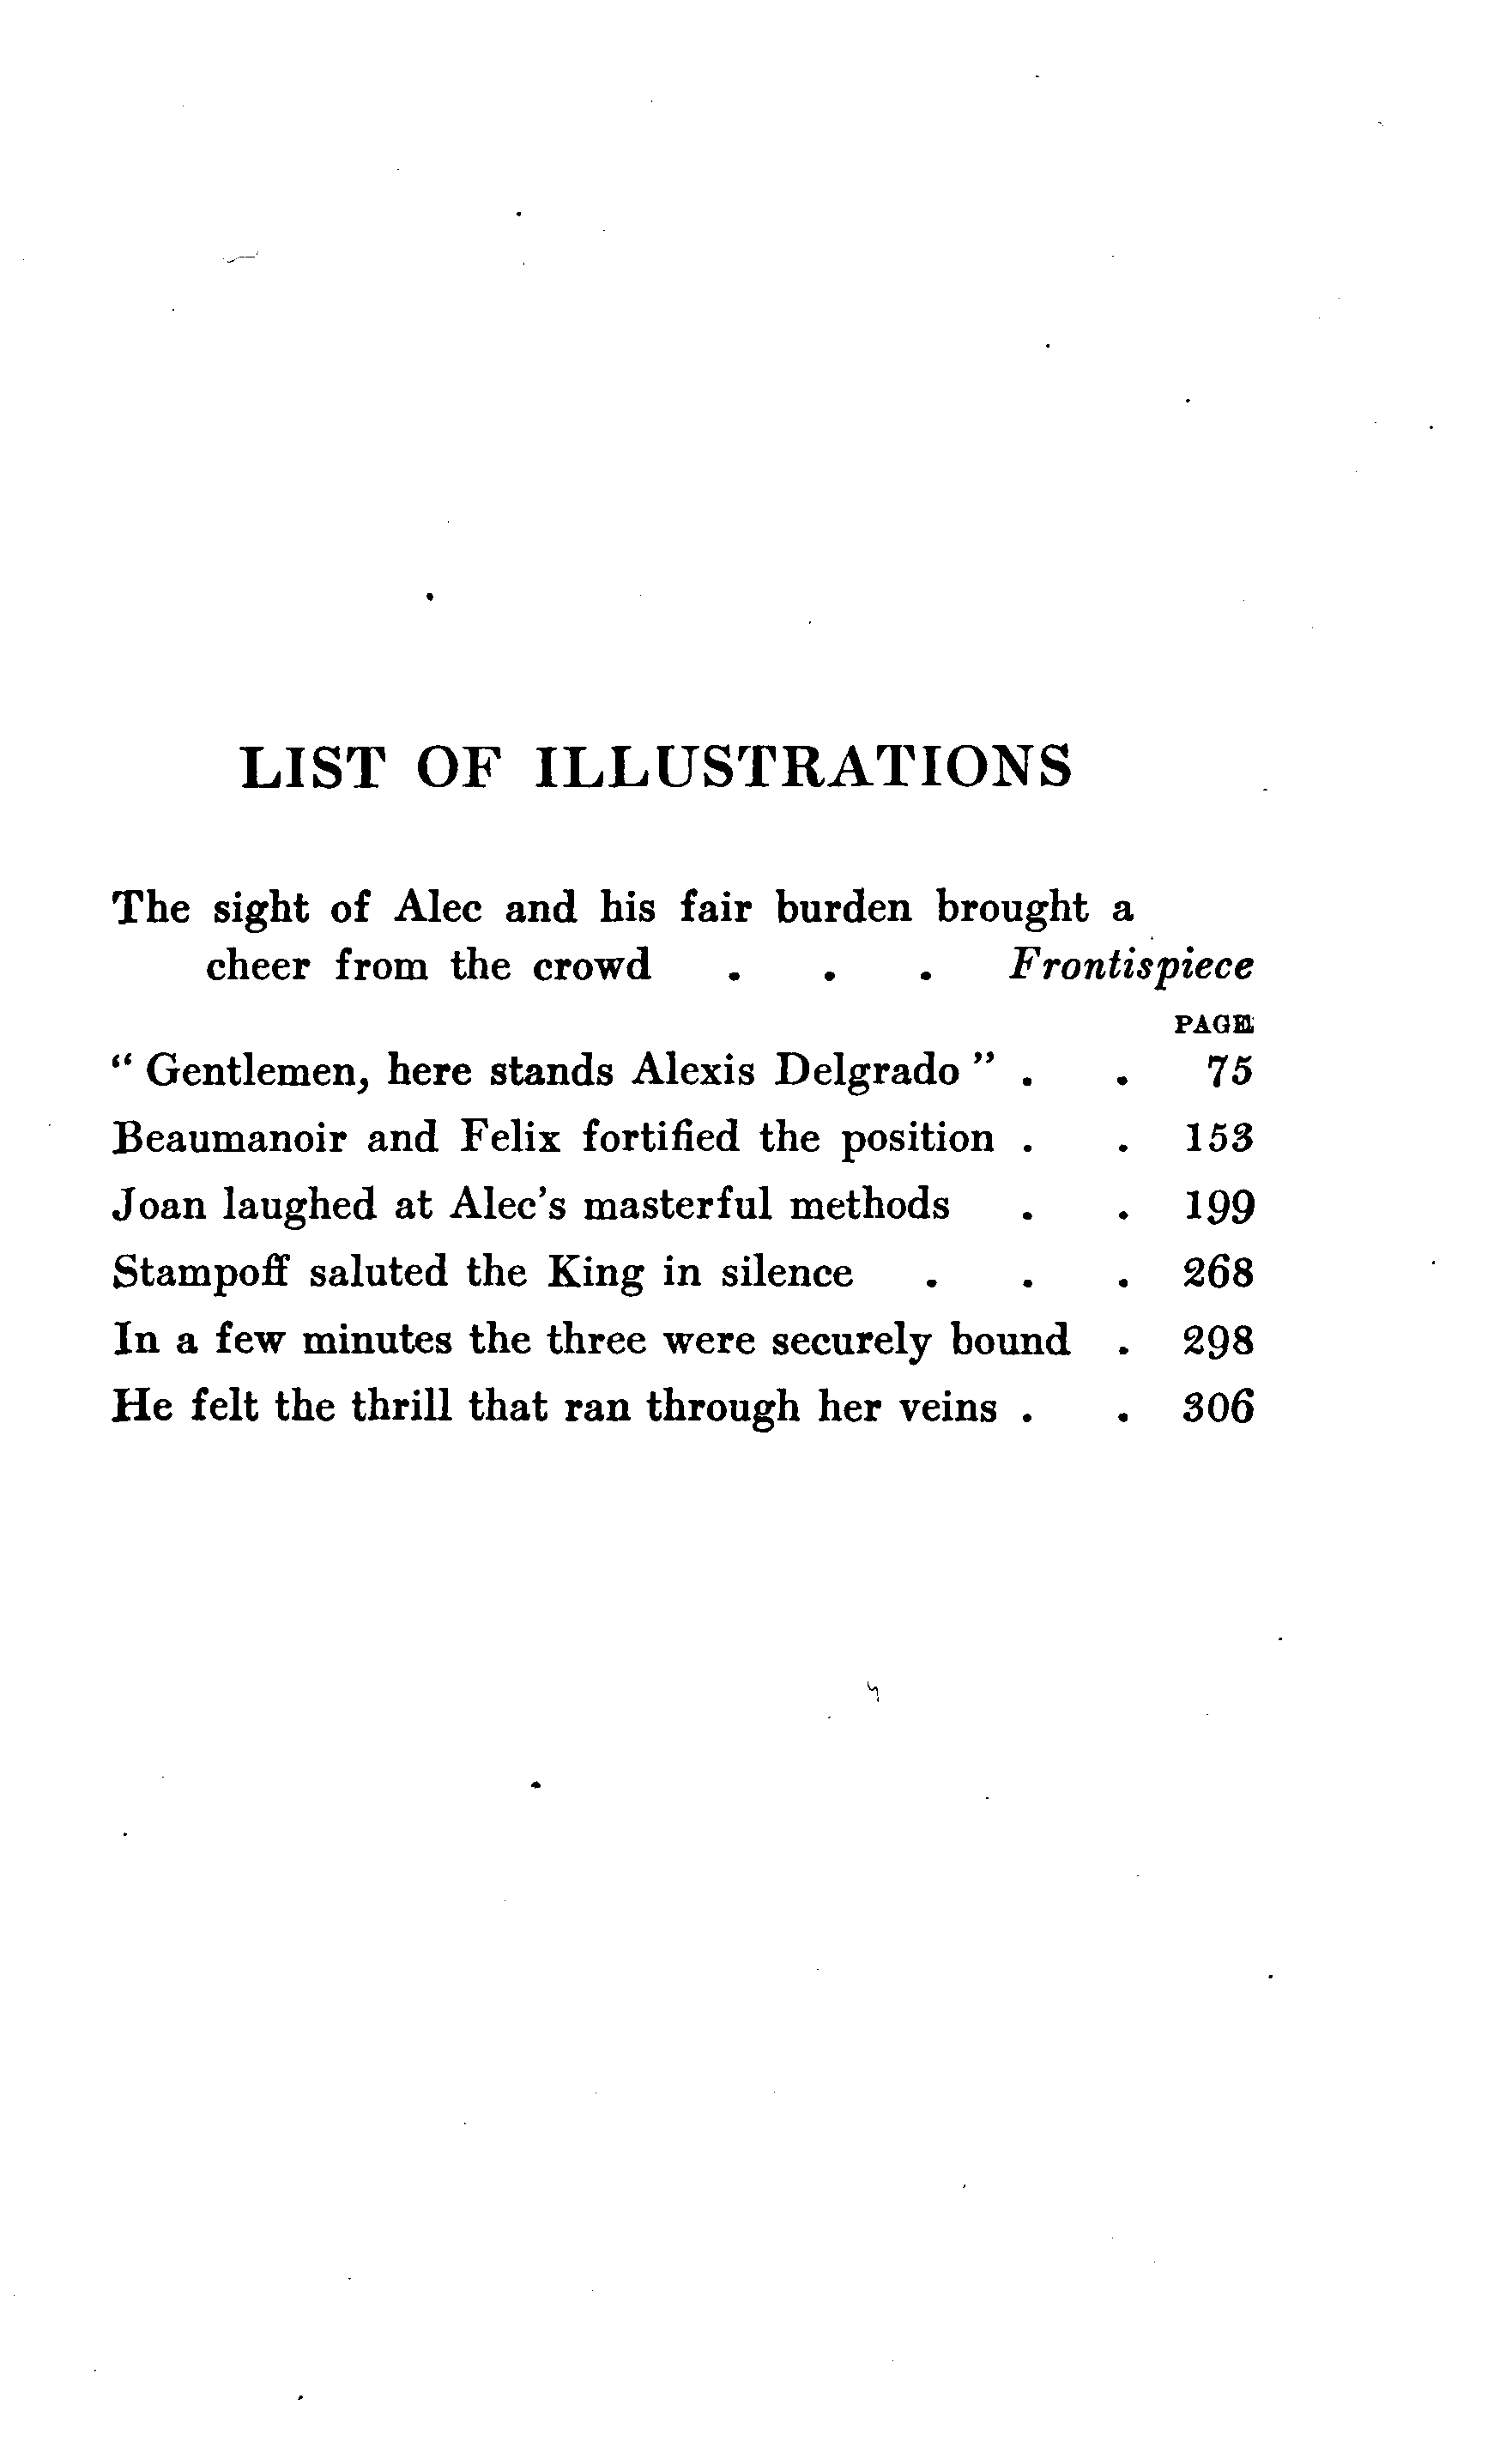 LIST OF ILLUSTRATIONS
The sight of Alec and his fair burden brought a
cheer from the crowd . . . Frontispiece
PAGE
“ Gentlemen, here stands Alexis Delgrado ” . . 75
Beaumanoir and Felix fortified the position . . 153
Joan laughed at Alec’s masterful methods . . 199
Stampoff saluted the King in silence . . . 268
In a few minutes the three were securely bound . 298
He felt the thrill that ran through her veins . . 306